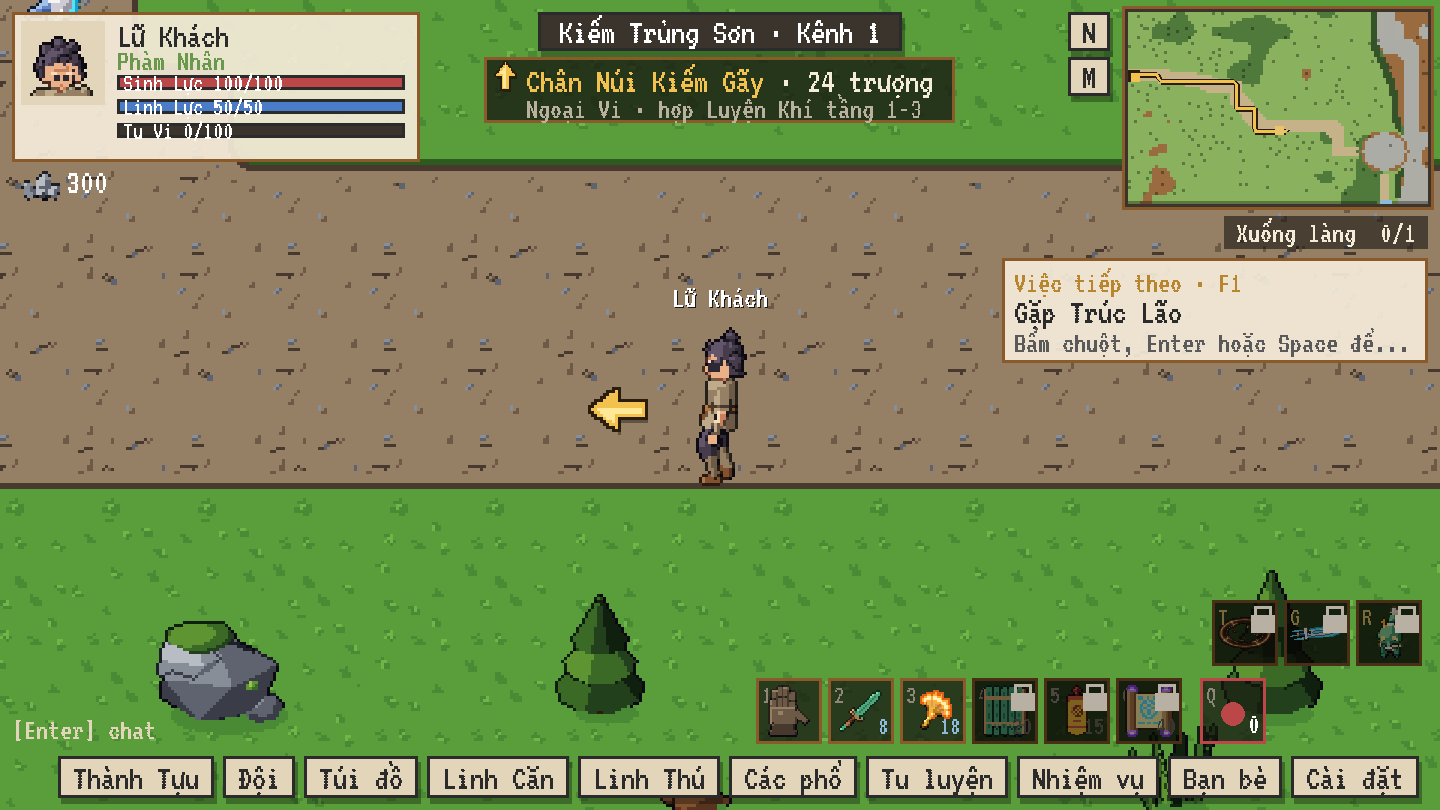 Lữ Khách
Phàm Nhân
Sinh Lực 100/100
Linh Lực 50/50
Tu Vi 0/100
300
Kiếm Trủng Sơn · Kênh 1
Chân Núi Kiếm Gãy · 24 trượng
Ngoại Vi · hợp Luyện Khí tầng 1-3
N
M
Xuống làng 0/1
Việc tiếp theo · F1
Gặp Trúc Lão
Bấm chuột, Enter hoặc Space để...
Lữ Khách
T
G
R
1
2
8
3
18
5
15
Q
0
[Enter] chat
Thành Tựu
Đội
Túi đồ
Linh Căn
Linh Thú
Các phổ
Tu luyện
Nhiệm vụ
Bạn bè
Cài đặt